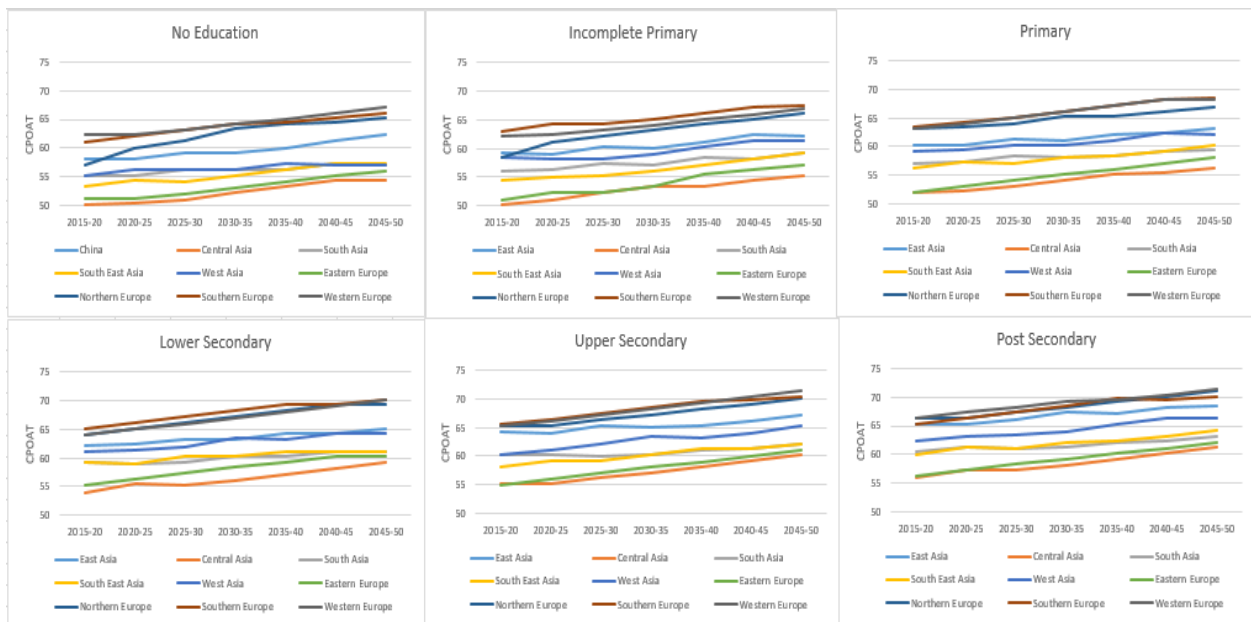 No Education
75
70
65
60
55
50
CPOAT
2015-20 2020-25 2025-30 2030-35 2035-40 2040-45 2045-50
China Central Asia South Asia
South East Asia West Asia Eastern Europe
Northern Europe Southern Europe Western Europe
Incomplete Primary
75
70
65
60
55
50
CPOAT
2015-20 2020-25 2025-30 2030-35 2035-40 2040-45 2045-50
East Asia Central Asia South Asia
South East Asia West Asia Eastern Europe
Northern Europe Southern Europe Western Europe
Primary
75
70
65
60
55
50
CPOAT
2015-20 2020-25 2025-30 2030-35 2035-40 2040-45 2045-50
East Asia Central Asia South Asia
South East Asia West Asia Eastern Europe
Northern Europe Southern Europe Western Europe
Lower Secondary
75
70
65
60
55
50
CPOAT
2015-20 2020-25 2025-30 2030-35 2035-40 2040-45 2045-50
East Asia Central Asia South Asia
South East Asia West Asia Eastern Europe
Northern Europe Southern Europe Western Europe
Upper Secondary
75
70
65
60
55
50
CPOAT
2015-20 2020-25 2025-30 2030-35 2035-40 2040-45 2045-50
East Asia Central Asia South Asia
South East Asia West Asia Eastern Europe
Northern Europe Southern Europe Western Europe
Post Secondary
75
70
65
60
55
50
CPOAT
2015-20 2020-25 2025-30 2030-35 2035-40 2040-45 2045-50
East Asia Central Asia South Asia
South East Asia West Asia Eastern Europe
Northern Europe Southern Europe Western Europe